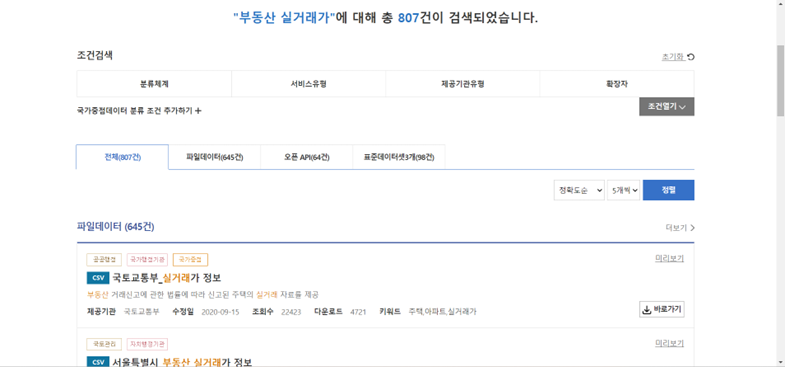 "부동산 실거래가"에 대해 총 807건이 검색되었습니다.
조건검색
초기화
분류체계 서비스유형 제공기관유형 확장자
국가중점데이터 분류 조건 추가하기 +
조건열기
전체(807건) 파일데이터(645건) 오픈 API(64건) 표준데이터셋3개(98건)
정확도순 5개씩 정렬
파일데이터 (645건)
더보기
공공행정 국가행정기관 국가중점
미리보기
CSV 국토교통부_실거래가 정보
부동산 거래신고에 관한 법률에 따라 신고된 주택의 실거래 자료를 제공
제공기관 국토교통부 수정일 2020-09-15 조회수 22423 다운로드 4721 키워드 주택,아파트,실거래가
바로가기
국토관리 자치행정기관
미리보기
CSV 서울특별시 부동산 실거래가 정보